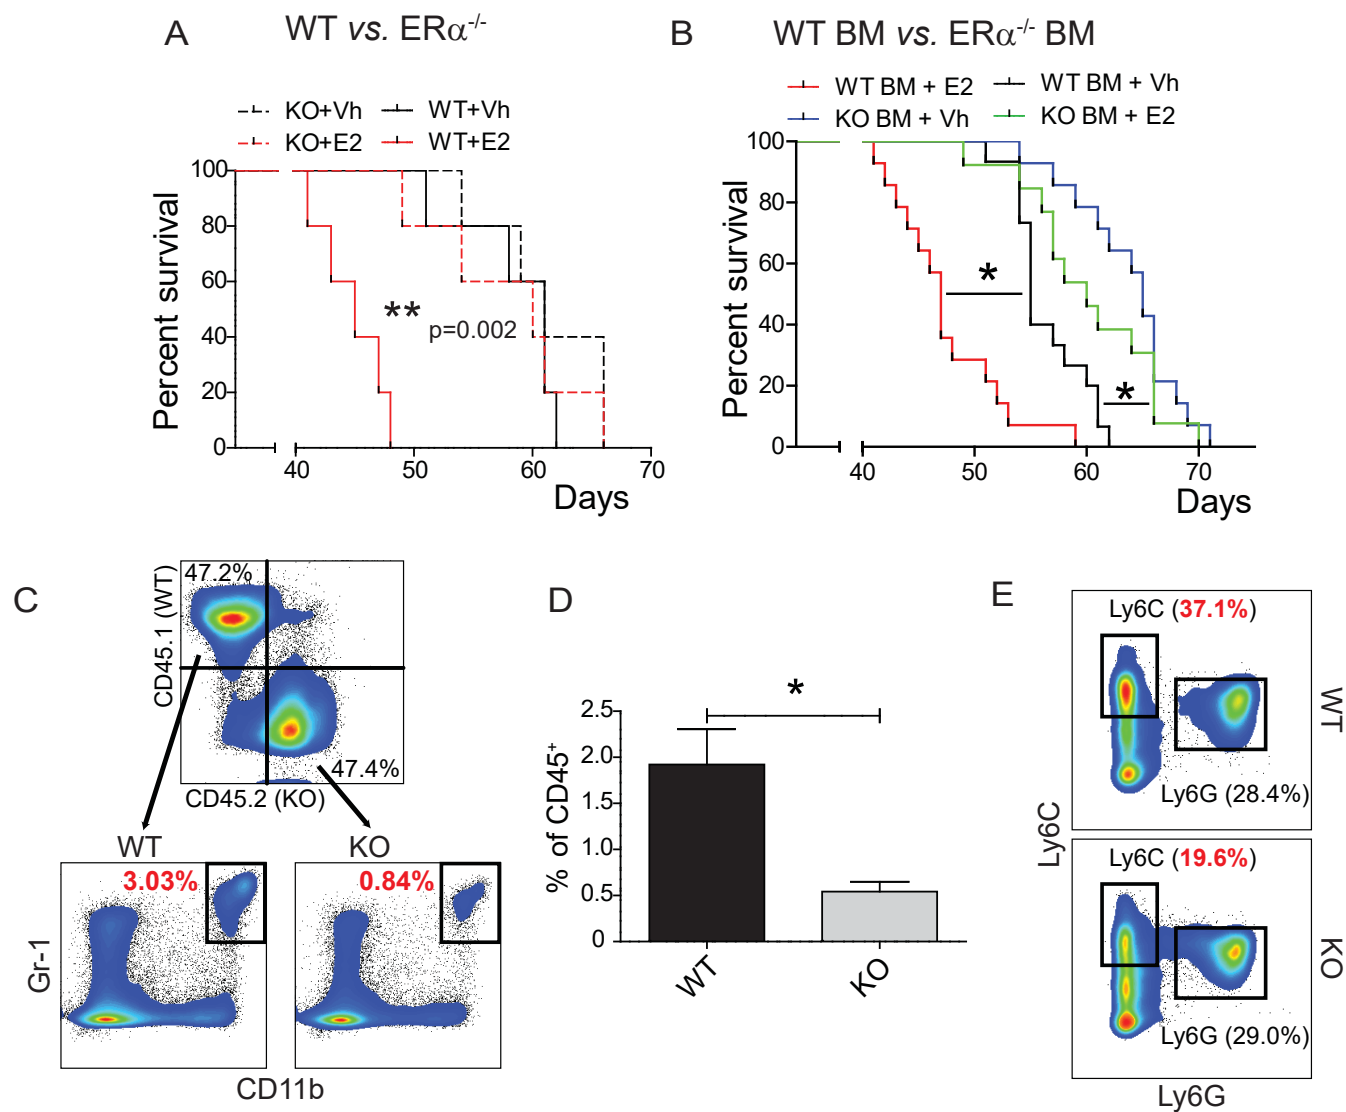 A
WT vs. ERα-/-
KO+Vh
WT+Vh
KO+E2
WT+E2
Percent survival
100
80
60
40
20
0
**
p=0.002
40
50
60
70
Days
B
WT BM vs. ERα-/- BM
WT BM + E2
WT BM + Vh
KO BM + Vh
KO BM + E2
Percent survival
100
80
60
40
20
0
*
*
40
50
60
70
Days
C
CD45.1 (WT)
47.2%
47.4%
CD45.2 (KO)
WT
KO
3.03%
0.84%
Gr-1
CD11b
D
% of CD45+
2.5
2.0
1.5
1.0
0.5
0
*
WT
KO
E
Ly6C (37.1%)
Ly6G (28.4%)
WT
Ly6C
Ly6C (19.6%)
Ly6G (29.0%)
KO
Ly6G